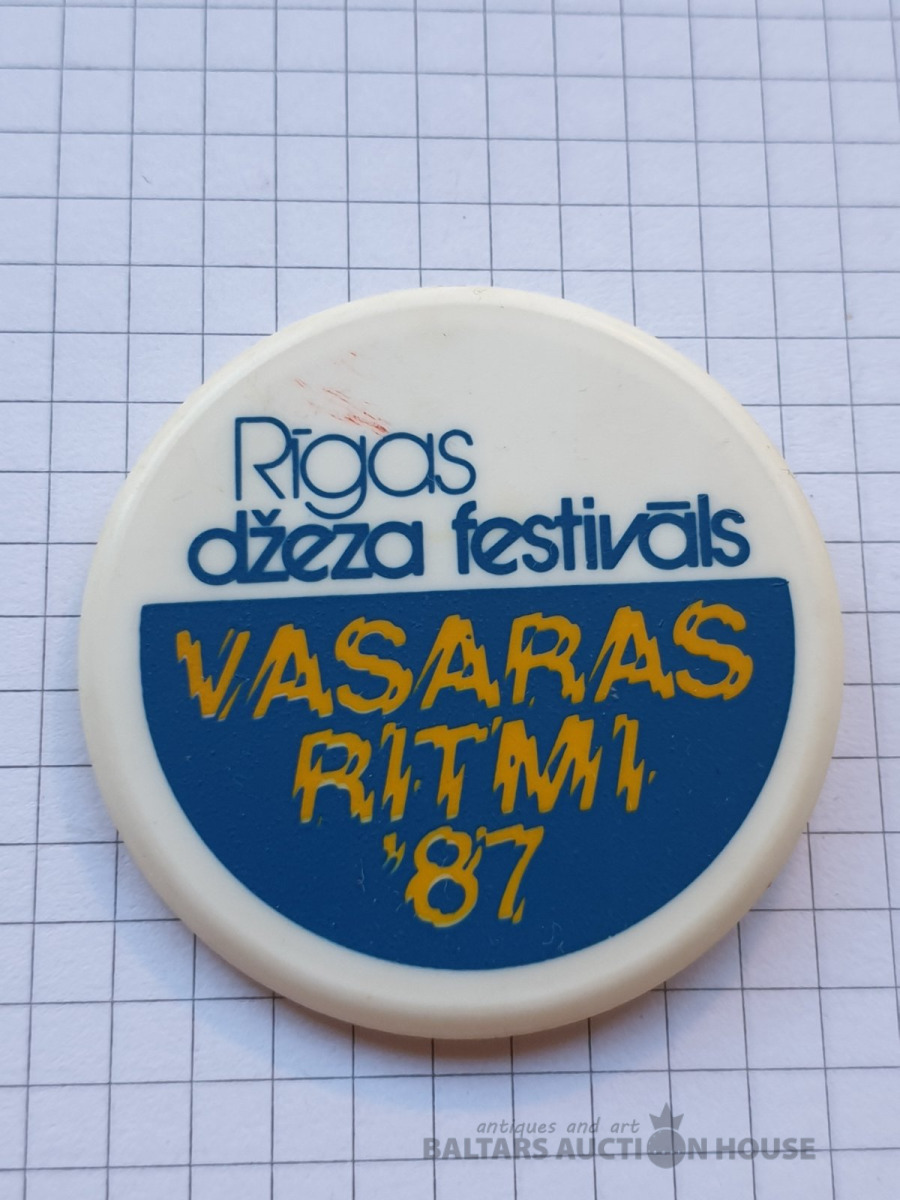 Rīgas
džeza festivāls
VASARAS
RITMI
'87
antiques and art
BALTARS AUCTION HOUSE